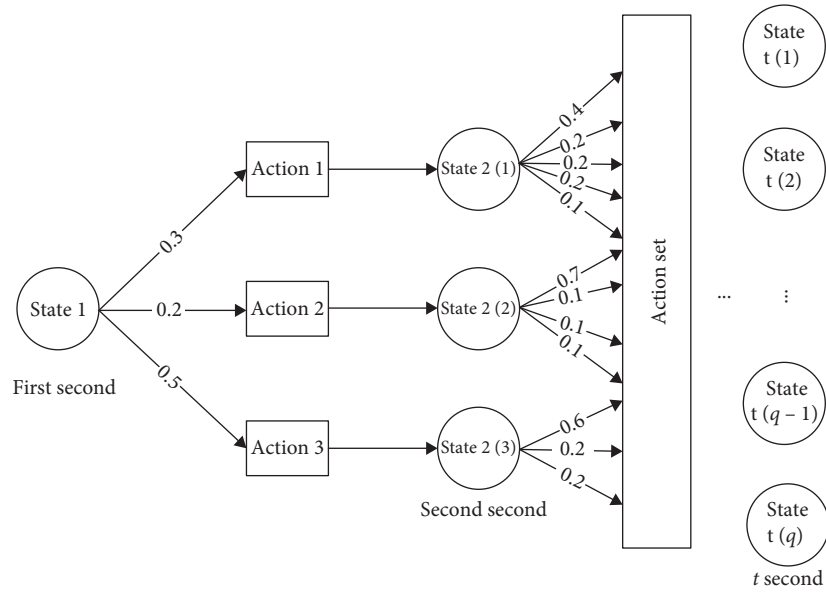 State 1
First second
0.3
0.2
0.5
Action 1
Action 2
Action 3
State 2 (1)
State 2 (2)
State 2 (3)
Second second
0.4
0.2
0.2
0.2
0.1
0.7
0.1
0.1
0.1
0.6
0.2
0.2
Action set
...
...
State
t (1)
State
t (2)
State
t (q – 1)
State
t (q)
t second